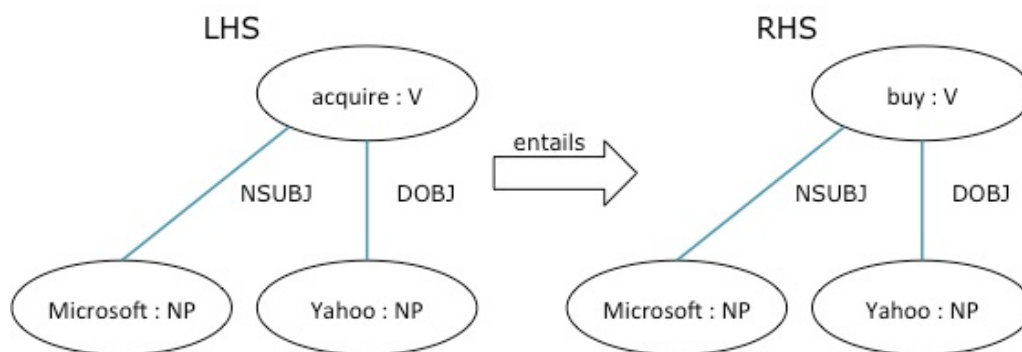 LHS
RHS
acquire : V
buy : V
entails
NSUBJ
DOBJ
NSUBJ
DOBJ
Microsoft : NP
Yahoo : NP
Microsoft : NP
Yahoo : NP